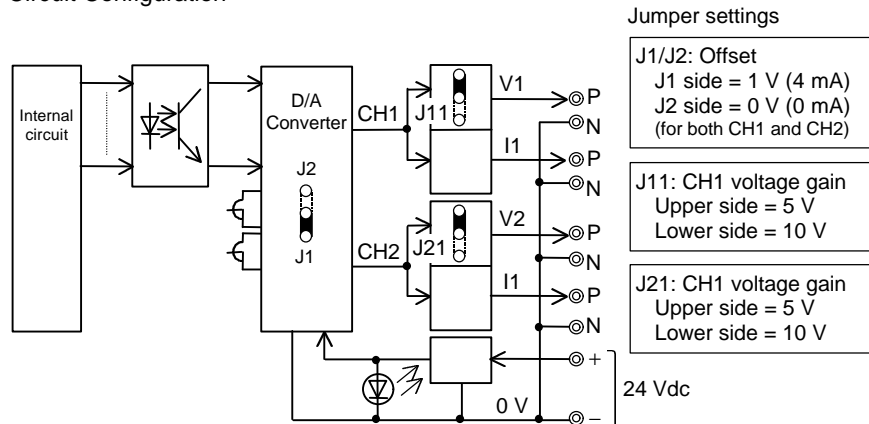 Circuit Configuration
Jumper settings
J1/J2: Offset
J1 side = 1 V (4 mA)
J2 side = 0 V (0 mA)
(for both CH1 and CH2)
J11: CH1 voltage gain
Upper side = 5 V
Lower side = 10 V
J21: CH1 voltage gain
Upper side = 5 V
Lower side = 10 V
Internal
circuit
D/A
Converter
J2
J1
CH1
J11
V1
P
N
I1
P
N
CH2
J21
V2
P
N
I1
P
N
+
24 Vdc
0 V
−